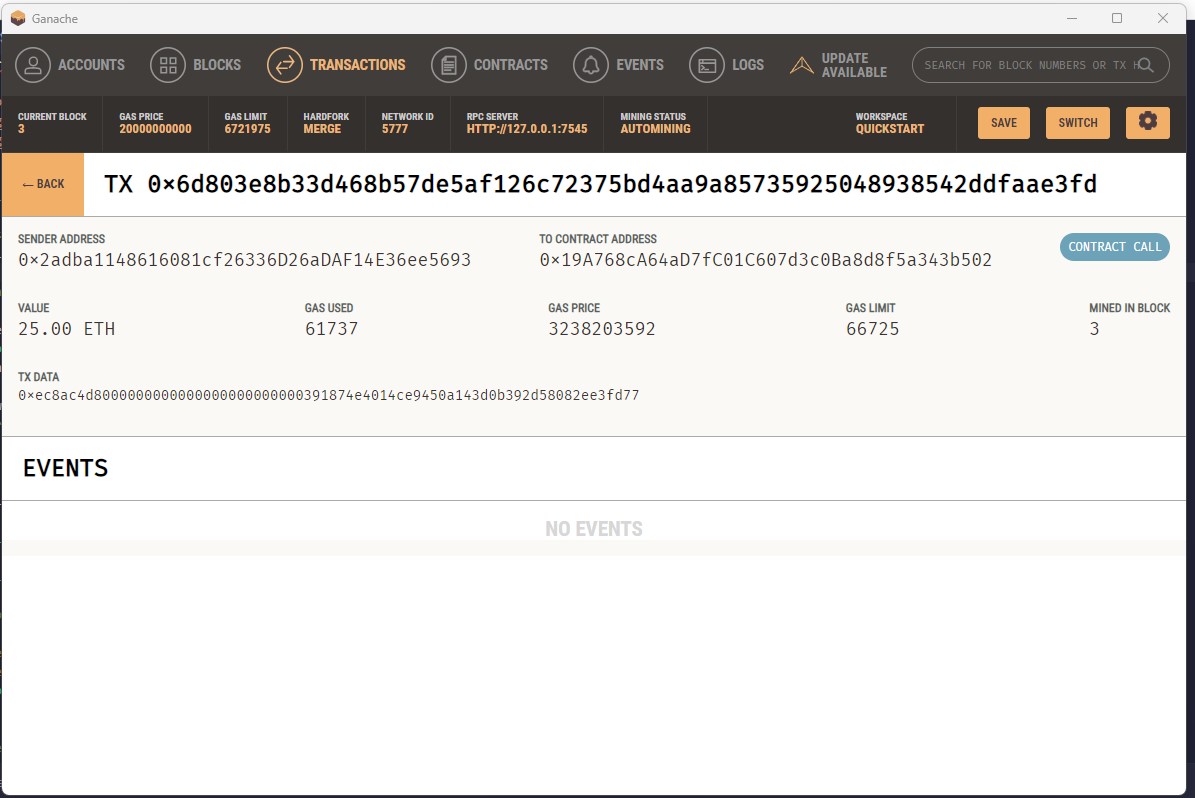 Ganache
ACCOUNTS BLOCKS TRANSACTIONS CONTRACTS EVENTS LOGS UPDATE AVAILABLE SEARCH FOR BLOCK NUMBERS OR TX H
CURRENT BLOCK GAS PRICE GAS LIMIT HARDFORK NETWORK ID RPC SERVER MINING STATUS WORKSPACE
3 20000000000 6721975 MERGE 5777 HTTP://127.0.0.1:7545 AUTOMINING QUICKSTART
SAVE SWITCH
← BACK TX 0×6d803e8b33d468b57de5af126c72375bd4aa9a85735925048938542ddfaae3fd
SENDER ADDRESS TO CONTRACT ADDRESS
0×2adba1148616081cf26336D26aDAF14E36ee5693 0×19A768cA64aD7fC01C607d3c0Ba8d8f5a343b502 CONTRACT CALL
VALUE GAS USED GAS PRICE GAS LIMIT MINED IN BLOCK
25.00 ETH 61737 3238203592 66725 3
TX DATA
0×ec8ac4d8000000000000000000000000391874e4014ce9450a143d0b392d58082ee3fd77
EVENTS
NO EVENTS